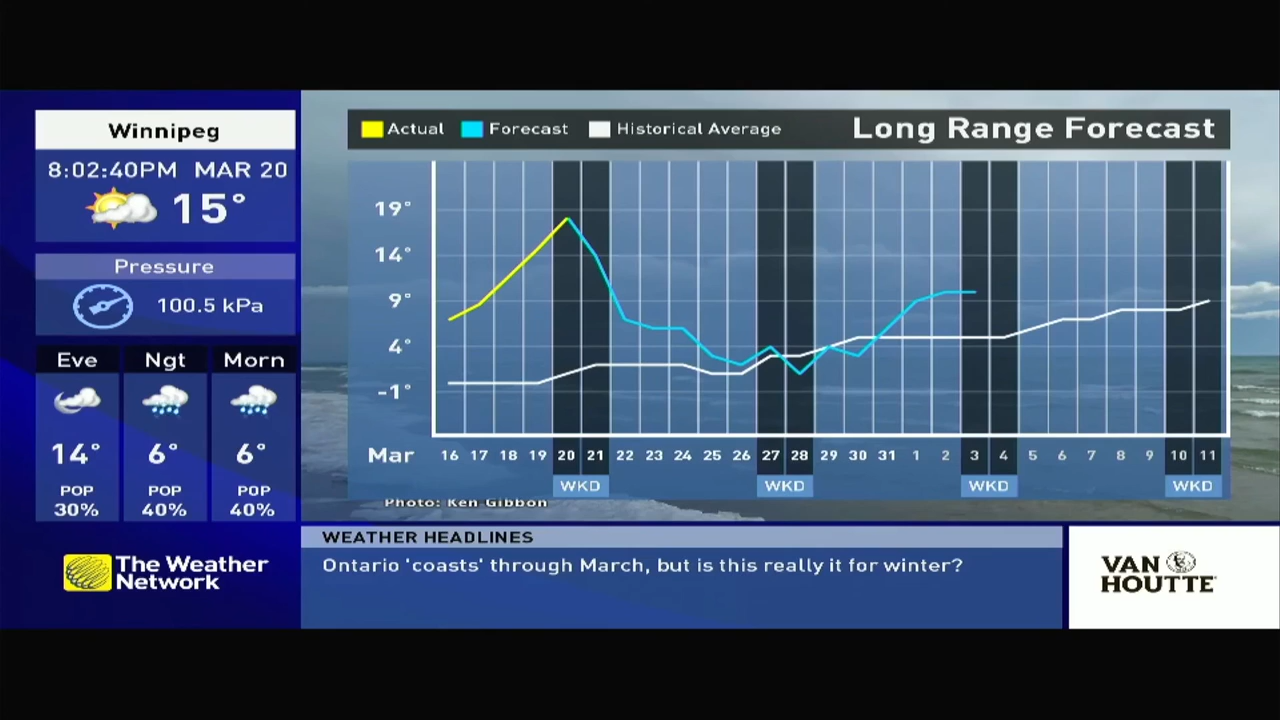 Winnipeg
8:02:40PM MAR 20
15°
Pressure
100.5 kPa
Eve Ngt Morn
14° 6° 6°
POP POP POP
30% 40% 40%
The Weather
Network
Actual Forecast Historical Average Long Range Forecast
19°
14°
9°
4°
-1°
Mar 16 17 18 19 20 21 22 23 24 25 26 27 28 29 30 31 1 2 3 4 5 6 7 8 9 10 11
WKD WKD WKD WKD
Photo: Ken Gibbon
WEATHER HEADLINES
Ontario 'coasts' through March, but is this really it for winter?
VAN
HOUTTE